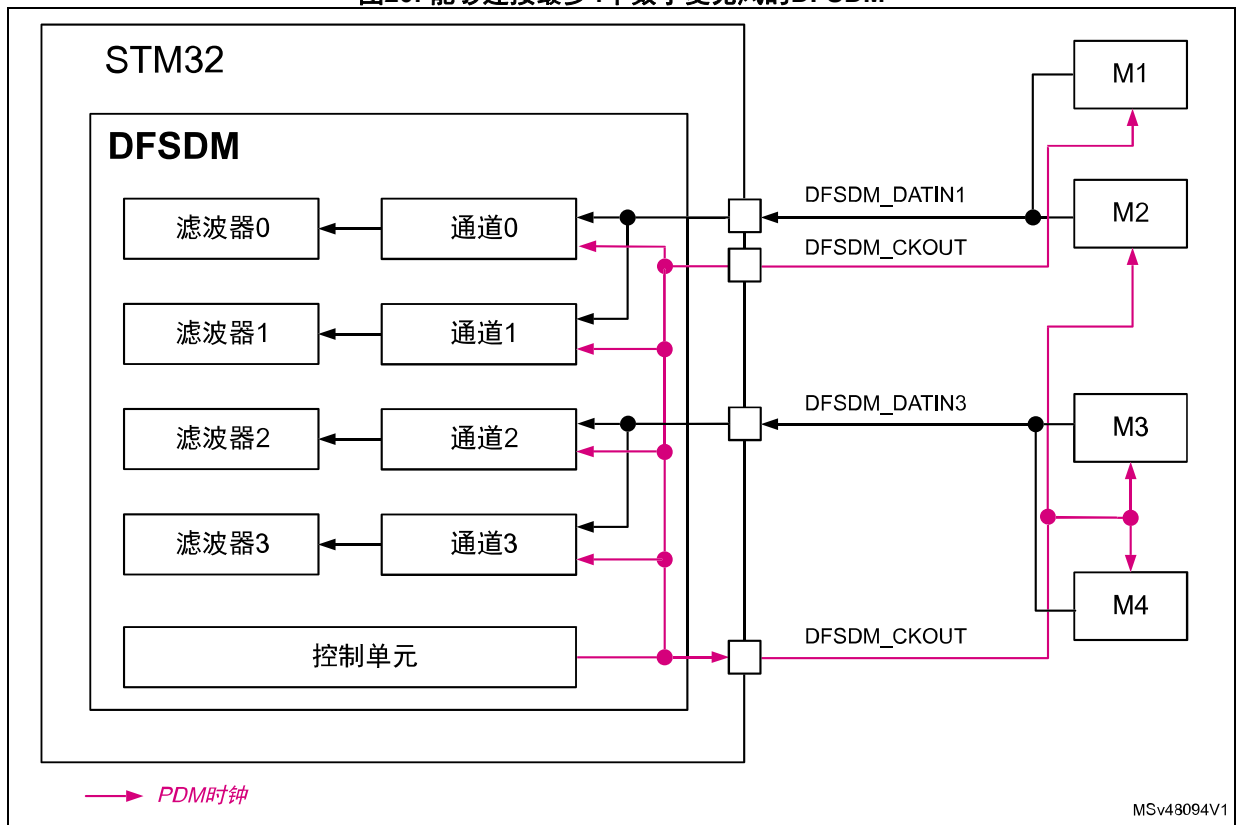 STM32
DFSDM
滤波器0
通道0
滤波器1
通道1
滤波器2
通道2
滤波器3
通道3
控制单元
DFSDM_DATIN1
DFSDM_CKOUT
DFSDM_DATIN3
DFSDM_CKOUT
M1
M2
M3
M4
PDM时钟
MSv48094V1